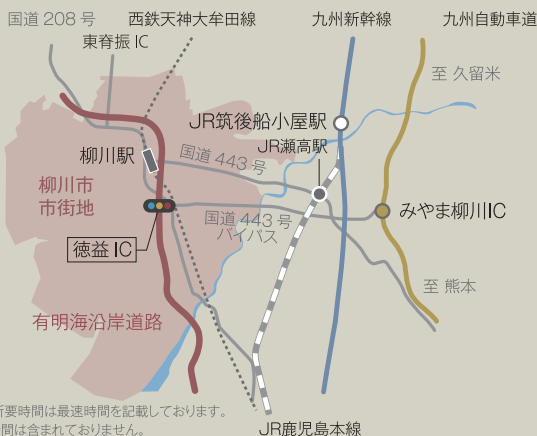 国道208号
西鉄天神大牟田線
九州新幹線
九州自動車道
東脊振IC
至 久留米
JR筑後船小屋駅
JR瀬高駅
柳川駅
国道 443号
柳川市
市街地
みやま柳川IC
国道 443号
バイパス
徳益IC
至 熊本
有明海沿岸道路
所要時間は最速時間を記載しております。
間は含まれておりません。
JR鹿児島本線